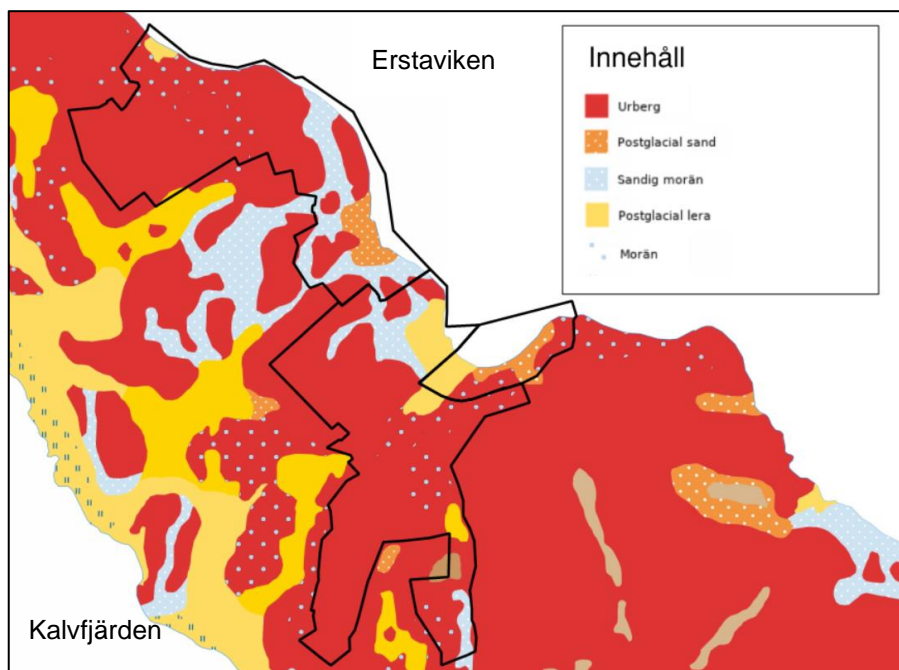 Erstaviken
Innehåll
Urberg
Postglacial sand
Sandig morän
Postglacial lera
Morän
Kalvfjärden